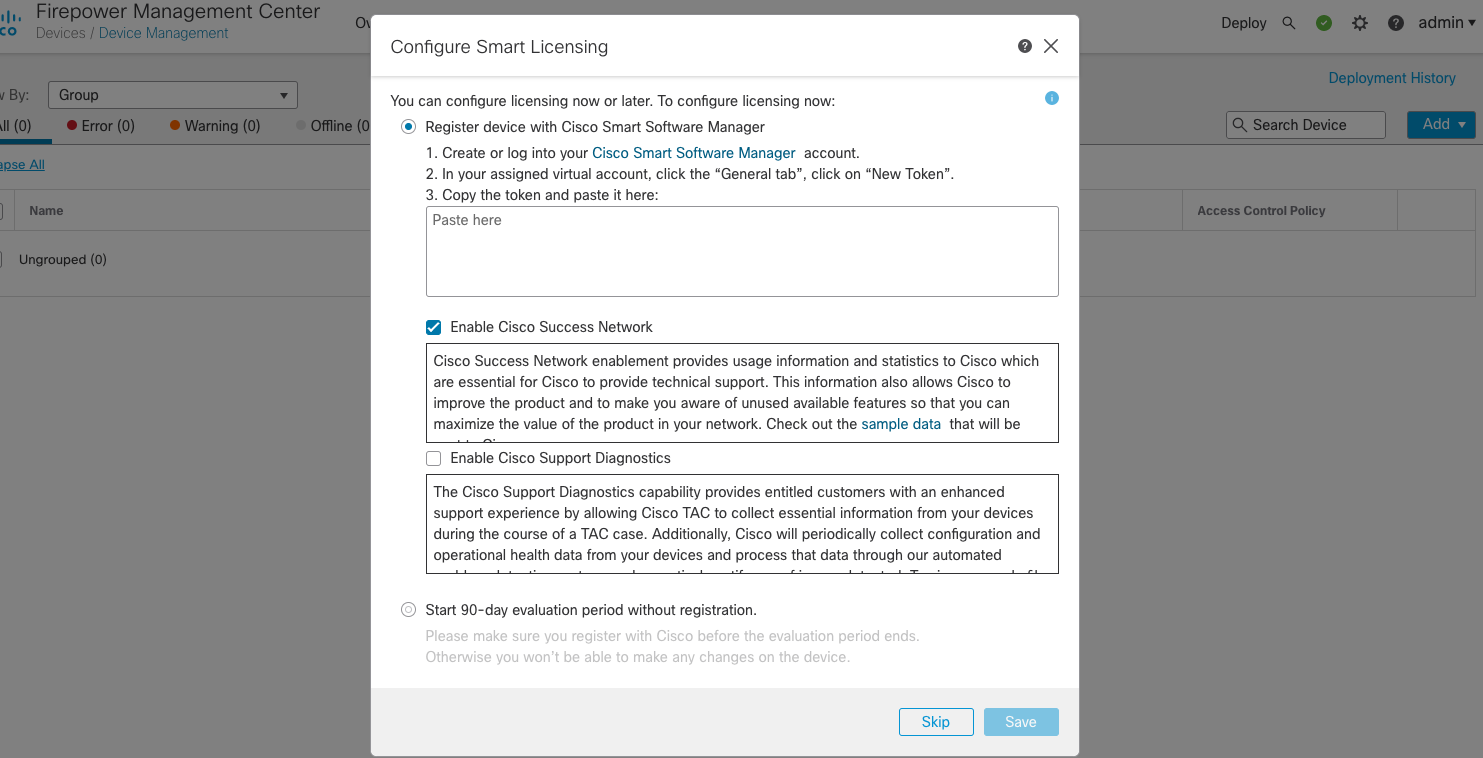 Firepower Management Center
Devices / Device Management
Deploy
admin
Configure Smart Licensing
Deployment History
By:
Group
(0)
Error (0)
Warning (0)
Offline (0
Search Device
Add
All
Name
Access Control Policy
Ungrouped (0)
You can configure licensing now or later. To configure licensing now:
Register device with Cisco Smart Software Manager
1. Create or log into your Cisco Smart Software Manager account.
2. In your assigned virtual account, click the “General tab”, click on “New Token”.
3. Copy the token and paste it here:
Paste here
Enable Cisco Success Network
Cisco Success Network enablement provides usage information and statistics to Cisco which
are essential for Cisco to provide technical support. This information also allows Cisco to
improve the product and to make you aware of unused available features so that you can
maximize the value of the product in your network. Check out the sample data that will be
Enable Cisco Support Diagnostics
The Cisco Support Diagnostics capability provides entitled customers with an enhanced
support experience by allowing Cisco TAC to collect essential information from your devices
during the course of a TAC case. Additionally, Cisco will periodically collect configuration and
operational health data from your devices and process that data through our automated
Start 90-day evaluation period without registration.
Please make sure you register with Cisco before the evaluation period ends.
Otherwise you won’t be able to make any changes on the device.
Skip
Save